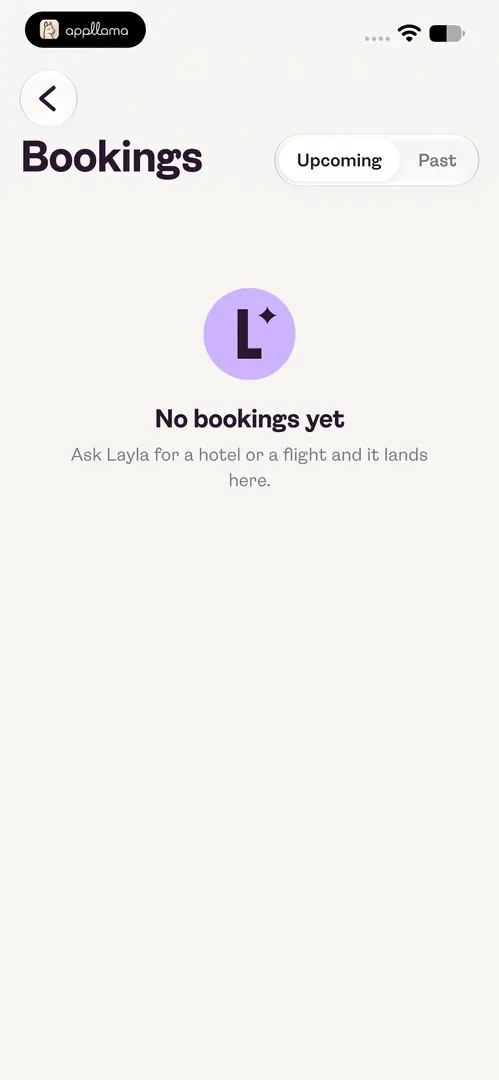 appllama
Bookings
Upcoming
Past
L
No bookings yet
Ask Layla for a hotel or a flight and it lands
here.